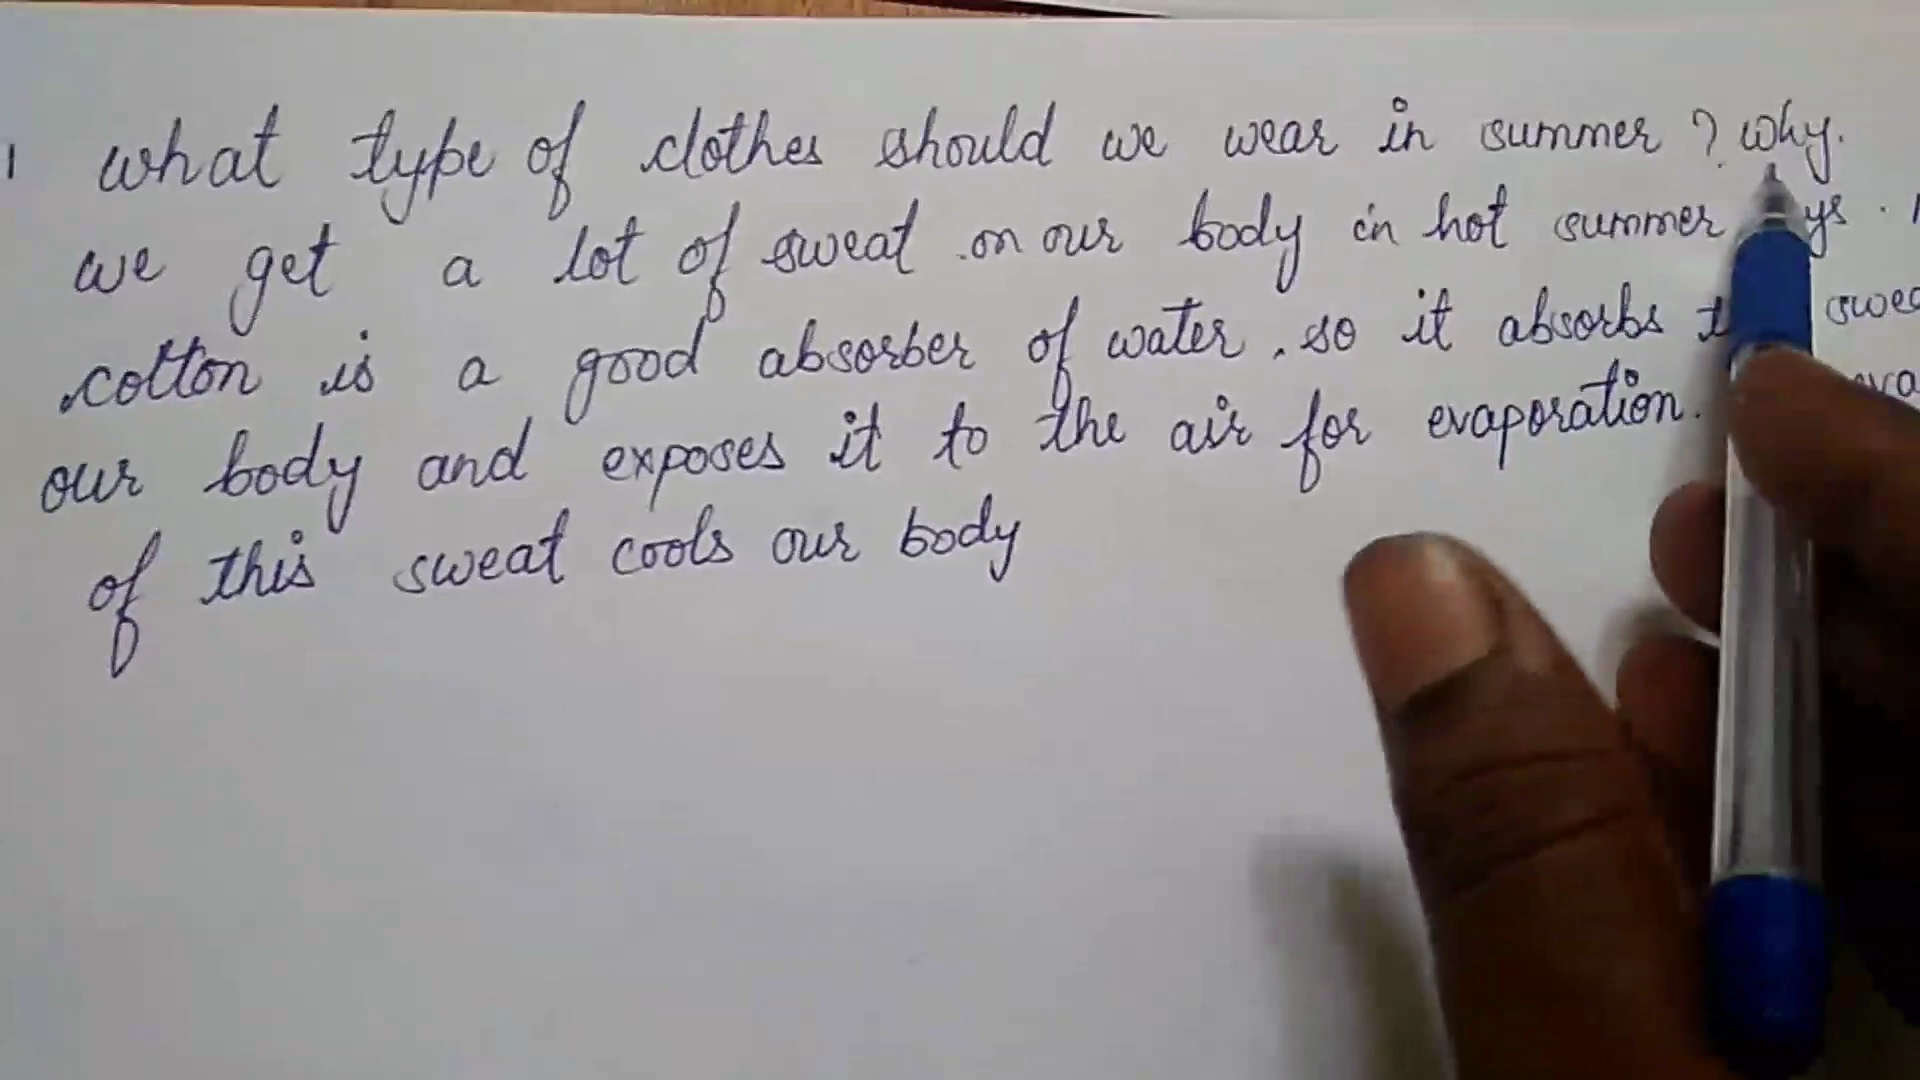 1 what type of clothes should we wear in summer ? why.
we get a lot of sweat on our body in hot summer
cotton is a good absorber of water . so it absorbs
our body and exposes it to the air for evaporation.
of this sweat cools our body